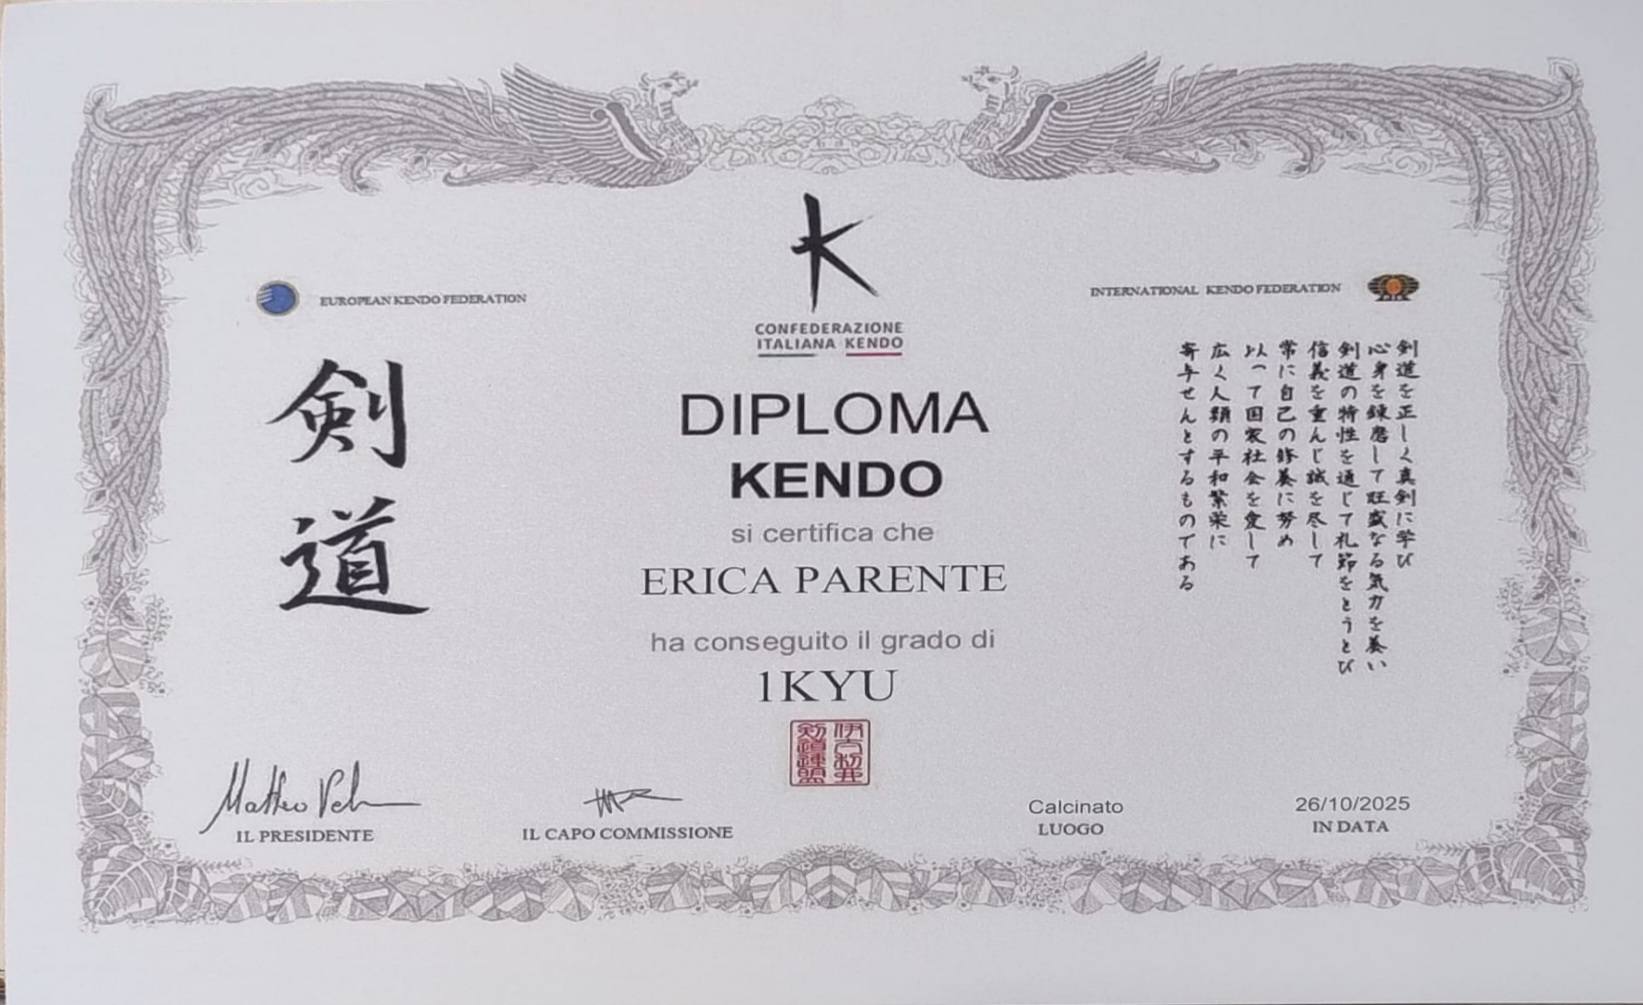 EUROPEAN KENDO FEDERATION
INTERNATIONAL KENDO FEDERATION
CONFEDERAZIONE
ITALIANA KENDO
剣道
DIPLOMA
KENDO
si certifica che
ERICA PARENTE
ha conseguito il grado di
1KYU
剣道を正しく真剣に学び
心身を錬磨して旺盛なる気力を養い
剣道の特性を通じて礼節をとうとび
信義を重んじ誠を尽して
常に自己の修養に努め
以って国家社会を愛して
広く人類の平和繁栄に
寄与せんとするものである
Matteo
IL PRESIDENTE
IL CAPO COMMISSIONE
Calcinato
LUOGO
26/10/2025
IN DATA